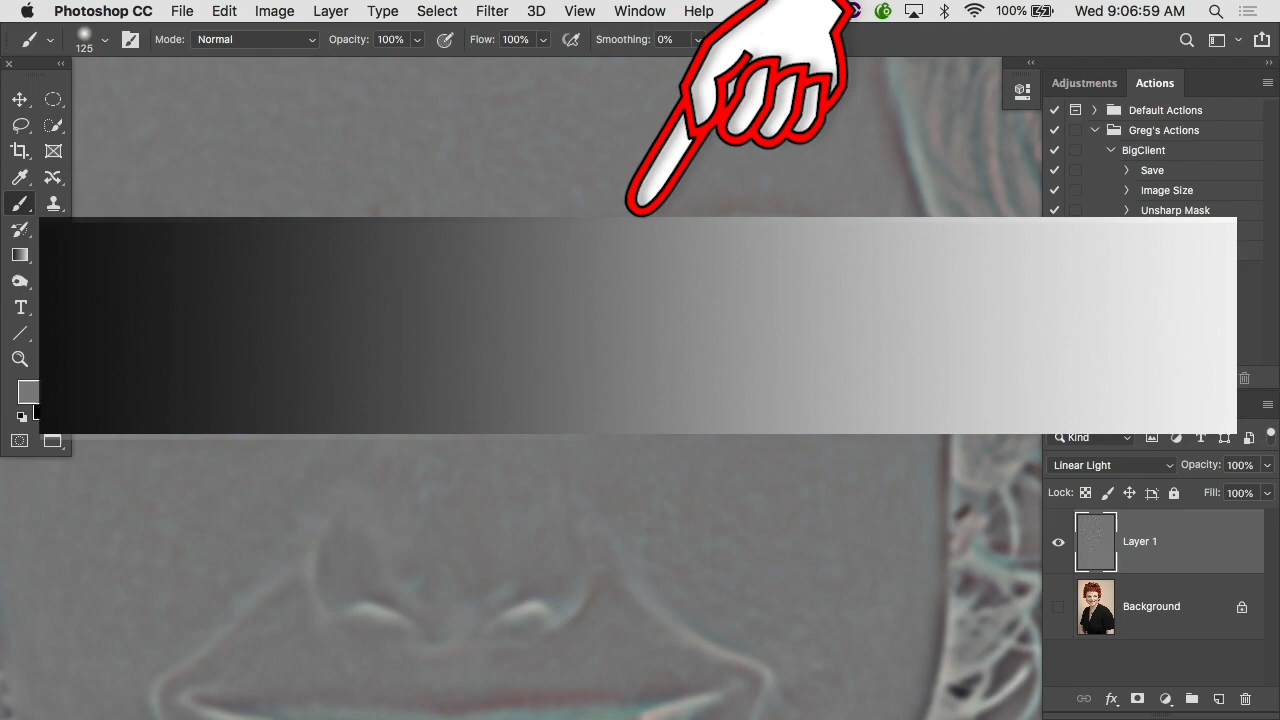 Photoshop CC File Edit Image Layer Type Select Filter 3D View Window Help 100% Wed 9:06:59 AM
125 Mode: Normal Opacity: 100% Flow: 100% Smoothing: 0%
Adjustments Actions
Default Actions
Greg's Actions
BigClient
Save
Image Size
Unsharp Mask
T
Kind
Linear Light Opacity: 100%
Lock: Fill: 100%
Layer 1
Background
fx